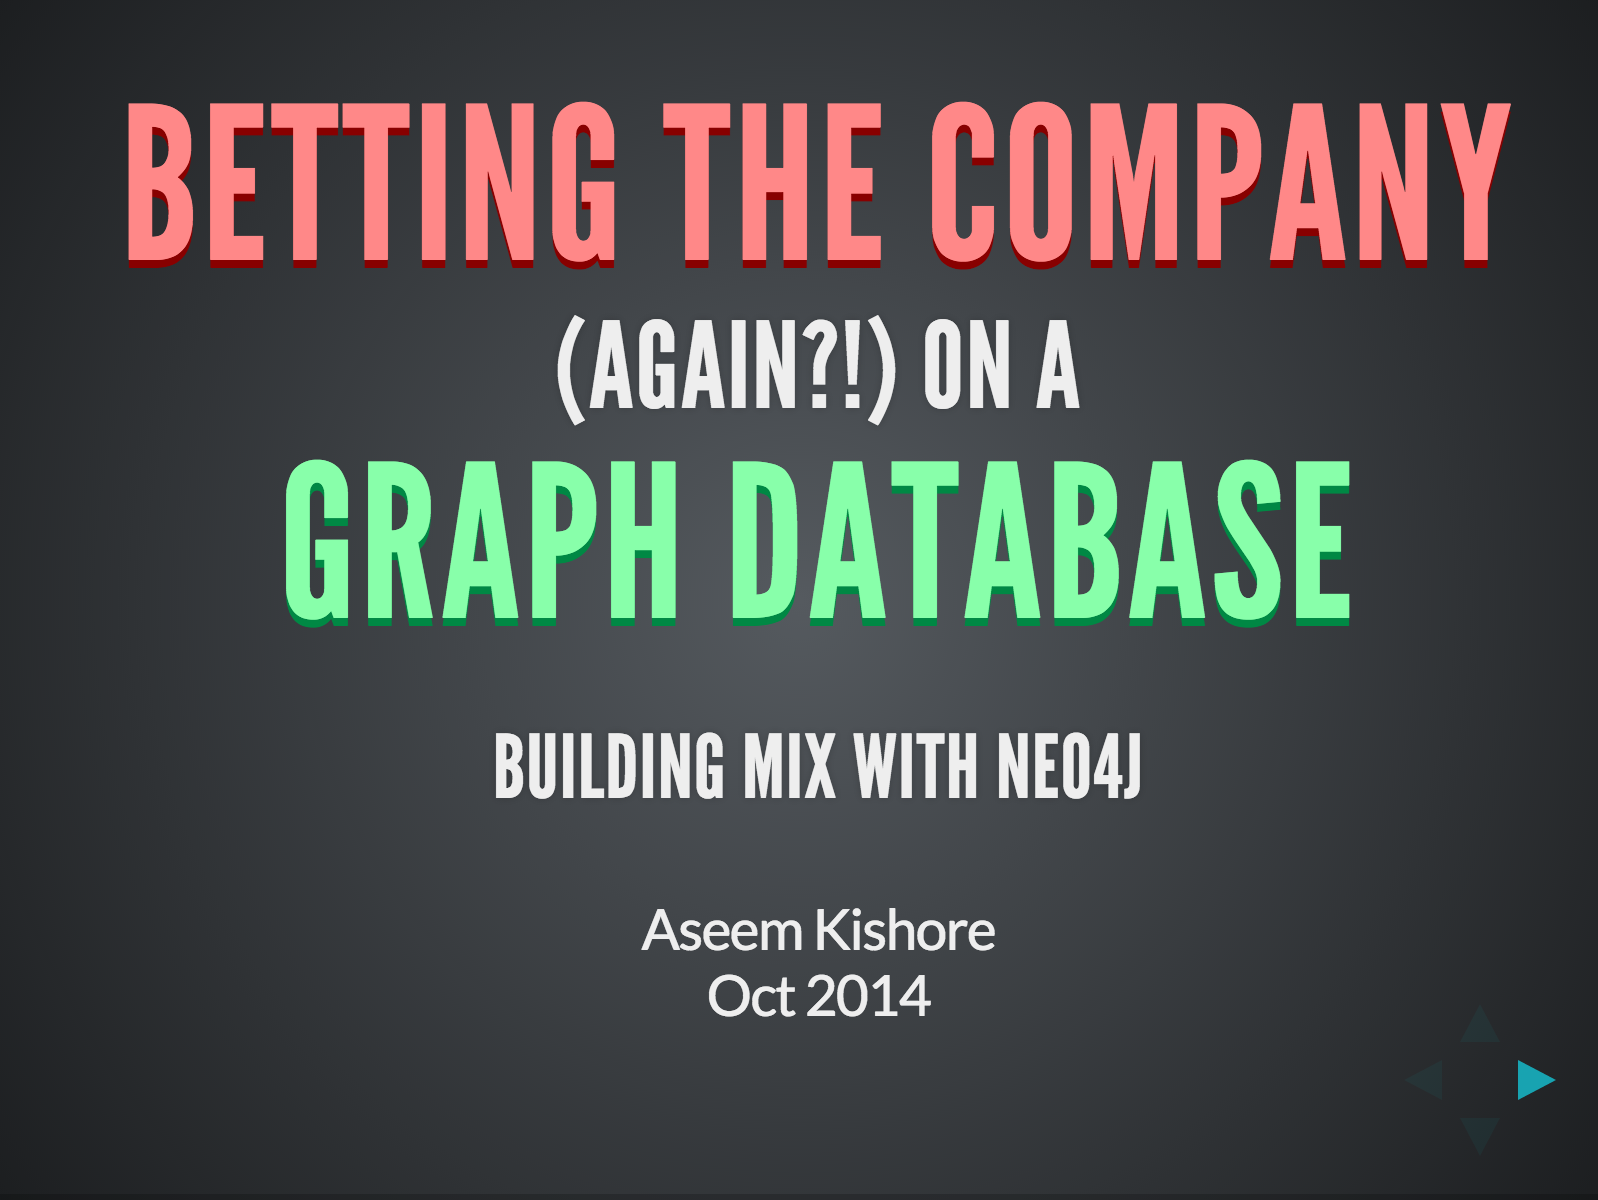 BETTING THE COMPANY
(AGAIN?!) ON A
GRAPH DATABASE
BUILDING MIX WITH NEO4J
Aseem Kishore
Oct 2014